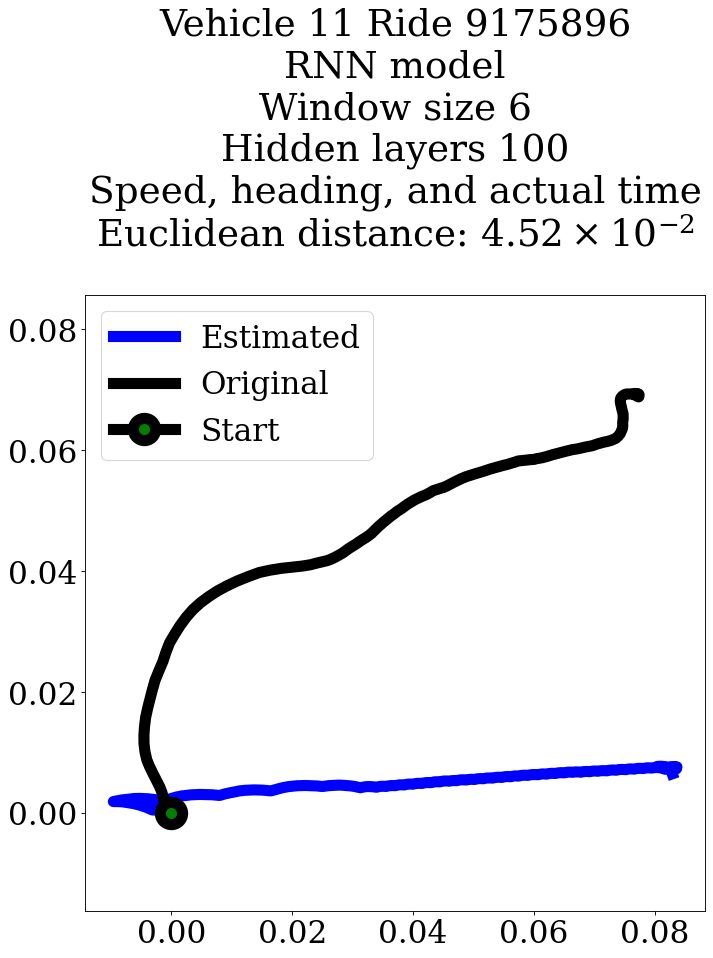 Vehicle 11 Ride 9175896
RNN model
Window size 6
Hidden layers 100
Speed, heading, and actual time
Euclidean distance: 4.52 × 10⁻²
Estimated
Original
Start
0.08
0.06
0.04
0.02
0.00
0.00 0.02 0.04 0.06 0.08